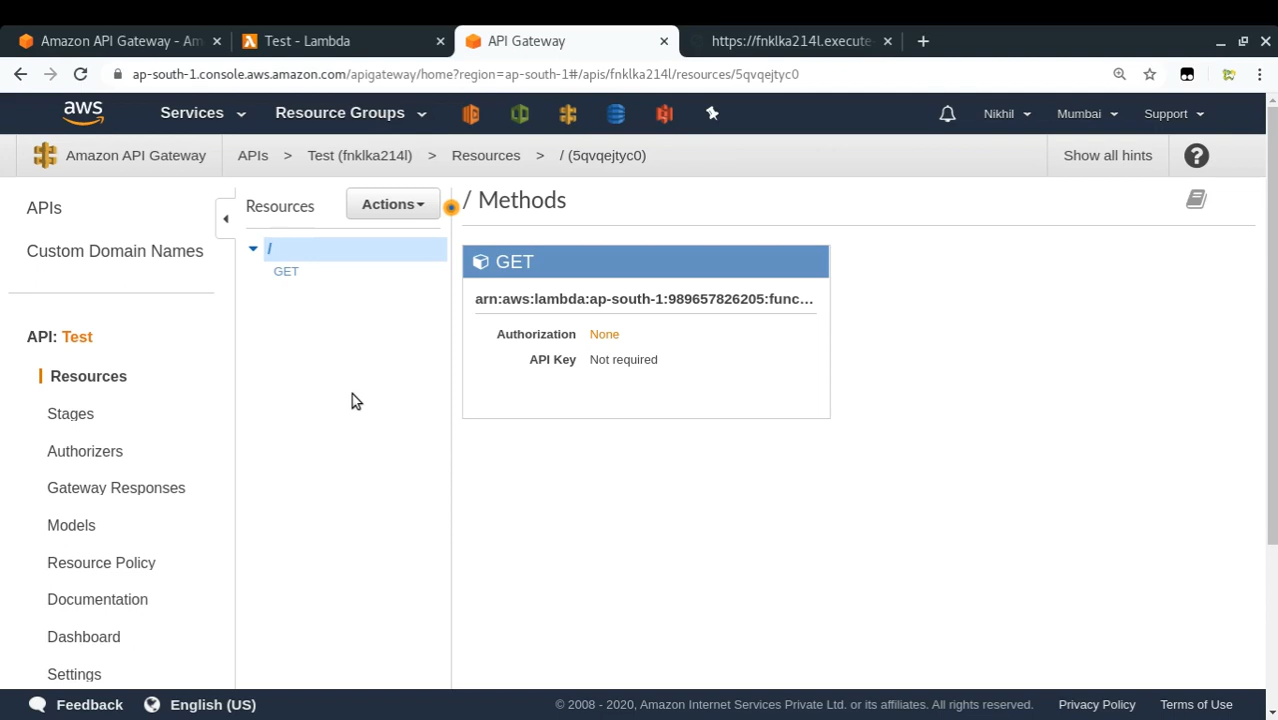 Amazon API Gateway - Am
Test - Lambda
API Gateway
https://fnklka214l.execute-
ap-south-1.console.aws.amazon.com/apigateway/home?region=ap-south-1#/apis/fnklka214l/resources/5qvqejtyc0
aws
Services
Resource Groups
Nikhil
Mumbai
Support
Amazon API Gateway
APIs > Test (fnklka214l) > Resources > / (5qvqejtyc0)
Show all hints
?
APIs
Custom Domain Names
API: Test
Resources
Stages
Authorizers
Gateway Responses
Models
Resource Policy
Documentation
Dashboard
Settings
Resources
Actions
/
GET
/ Methods
GET
arn:aws:lambda:ap-south-1:989657826205:func...
Authorization None
API Key Not required
Feedback
English (US)
© 2008 - 2020, Amazon Internet Services Private Ltd. or its affiliates. All rights reserved.
Privacy Policy
Terms of Use